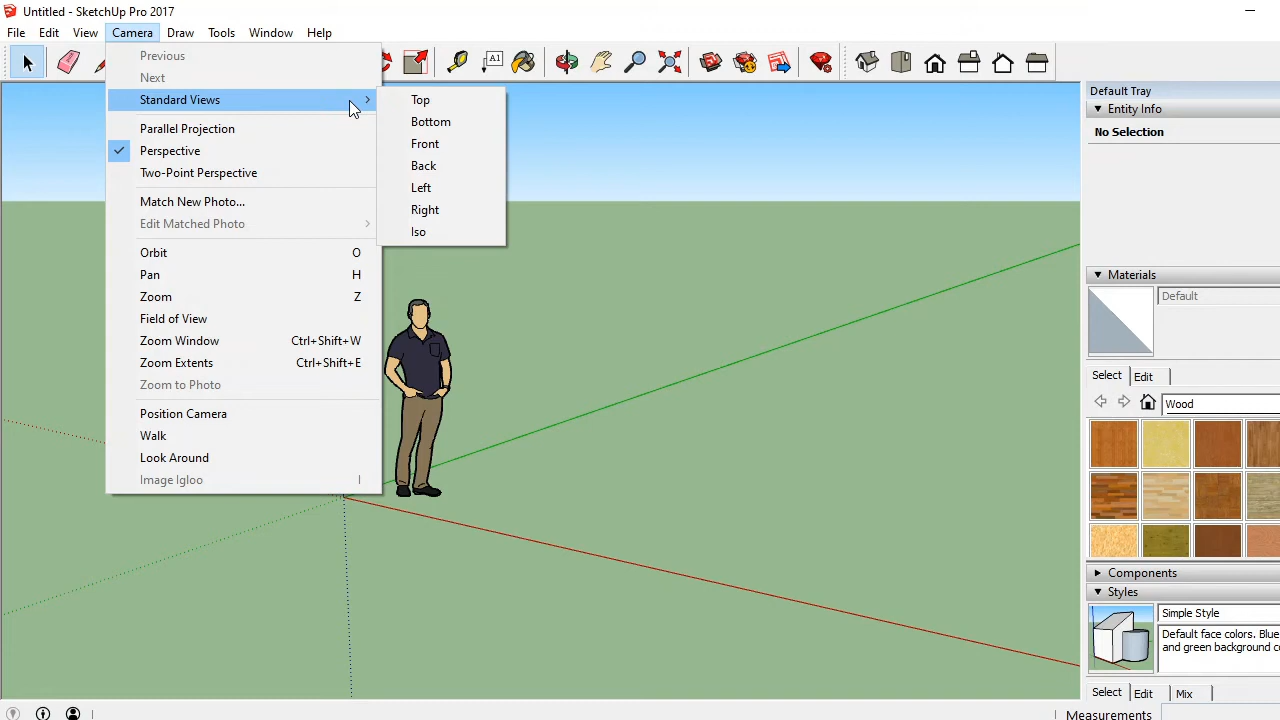 Untitled - SketchUp Pro 2017
File Edit View Camera Draw Tools Window Help
A1
Previous
Next
Standard Views
Parallel Projection
Perspective
Two-Point Perspective
Match New Photo...
Edit Matched Photo
Orbit O
Pan H
Zoom Z
Field of View
Zoom Window Ctrl+Shift+W
Zoom Extents Ctrl+Shift+E
Zoom to Photo
Position Camera
Walk
Look Around
Image Igloo I
Top
Bottom
Front
Back
Left
Right
Iso
Default Tray
Entity Info
No Selection
Materials
Default
Select Edit
Wood
Components
Styles
Simple Style
Default face colors. Blue
and green background c
Select Edit Mix
Measurements